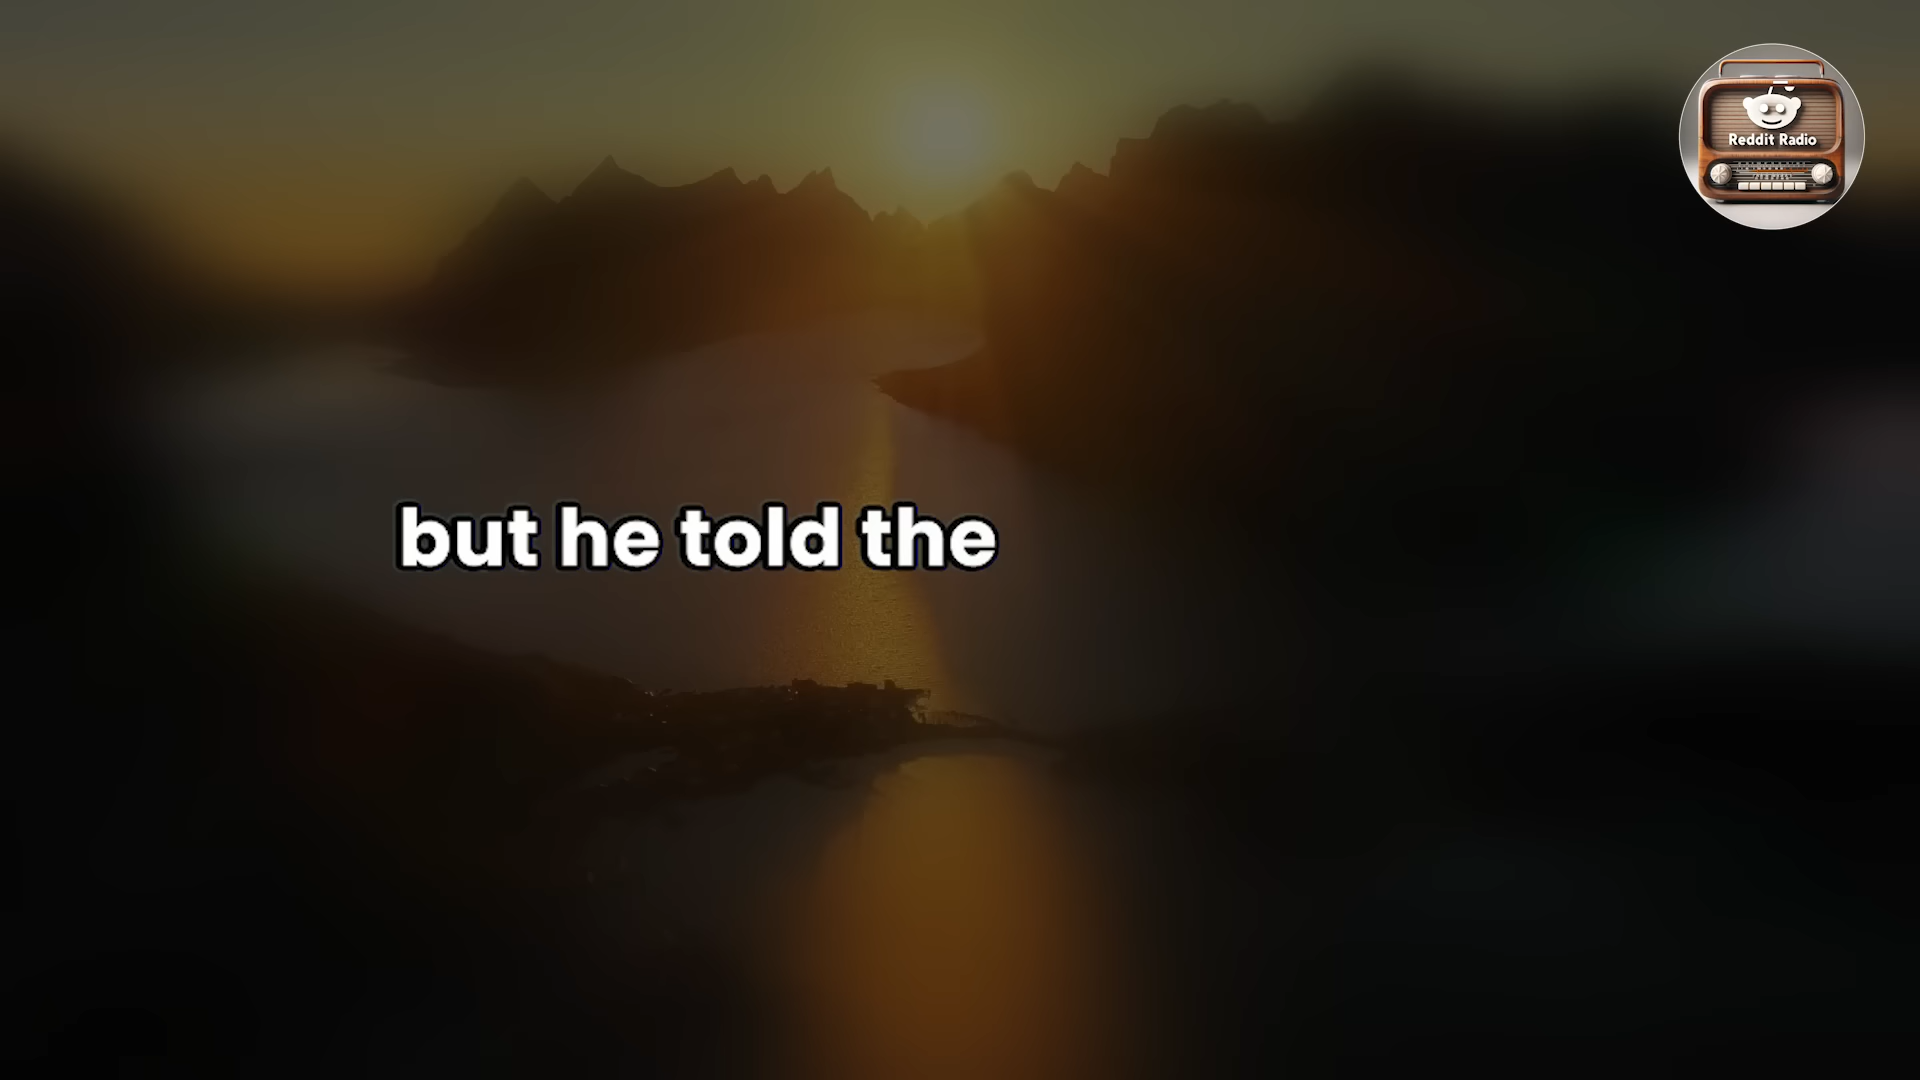 Reddit Radio
but he told the